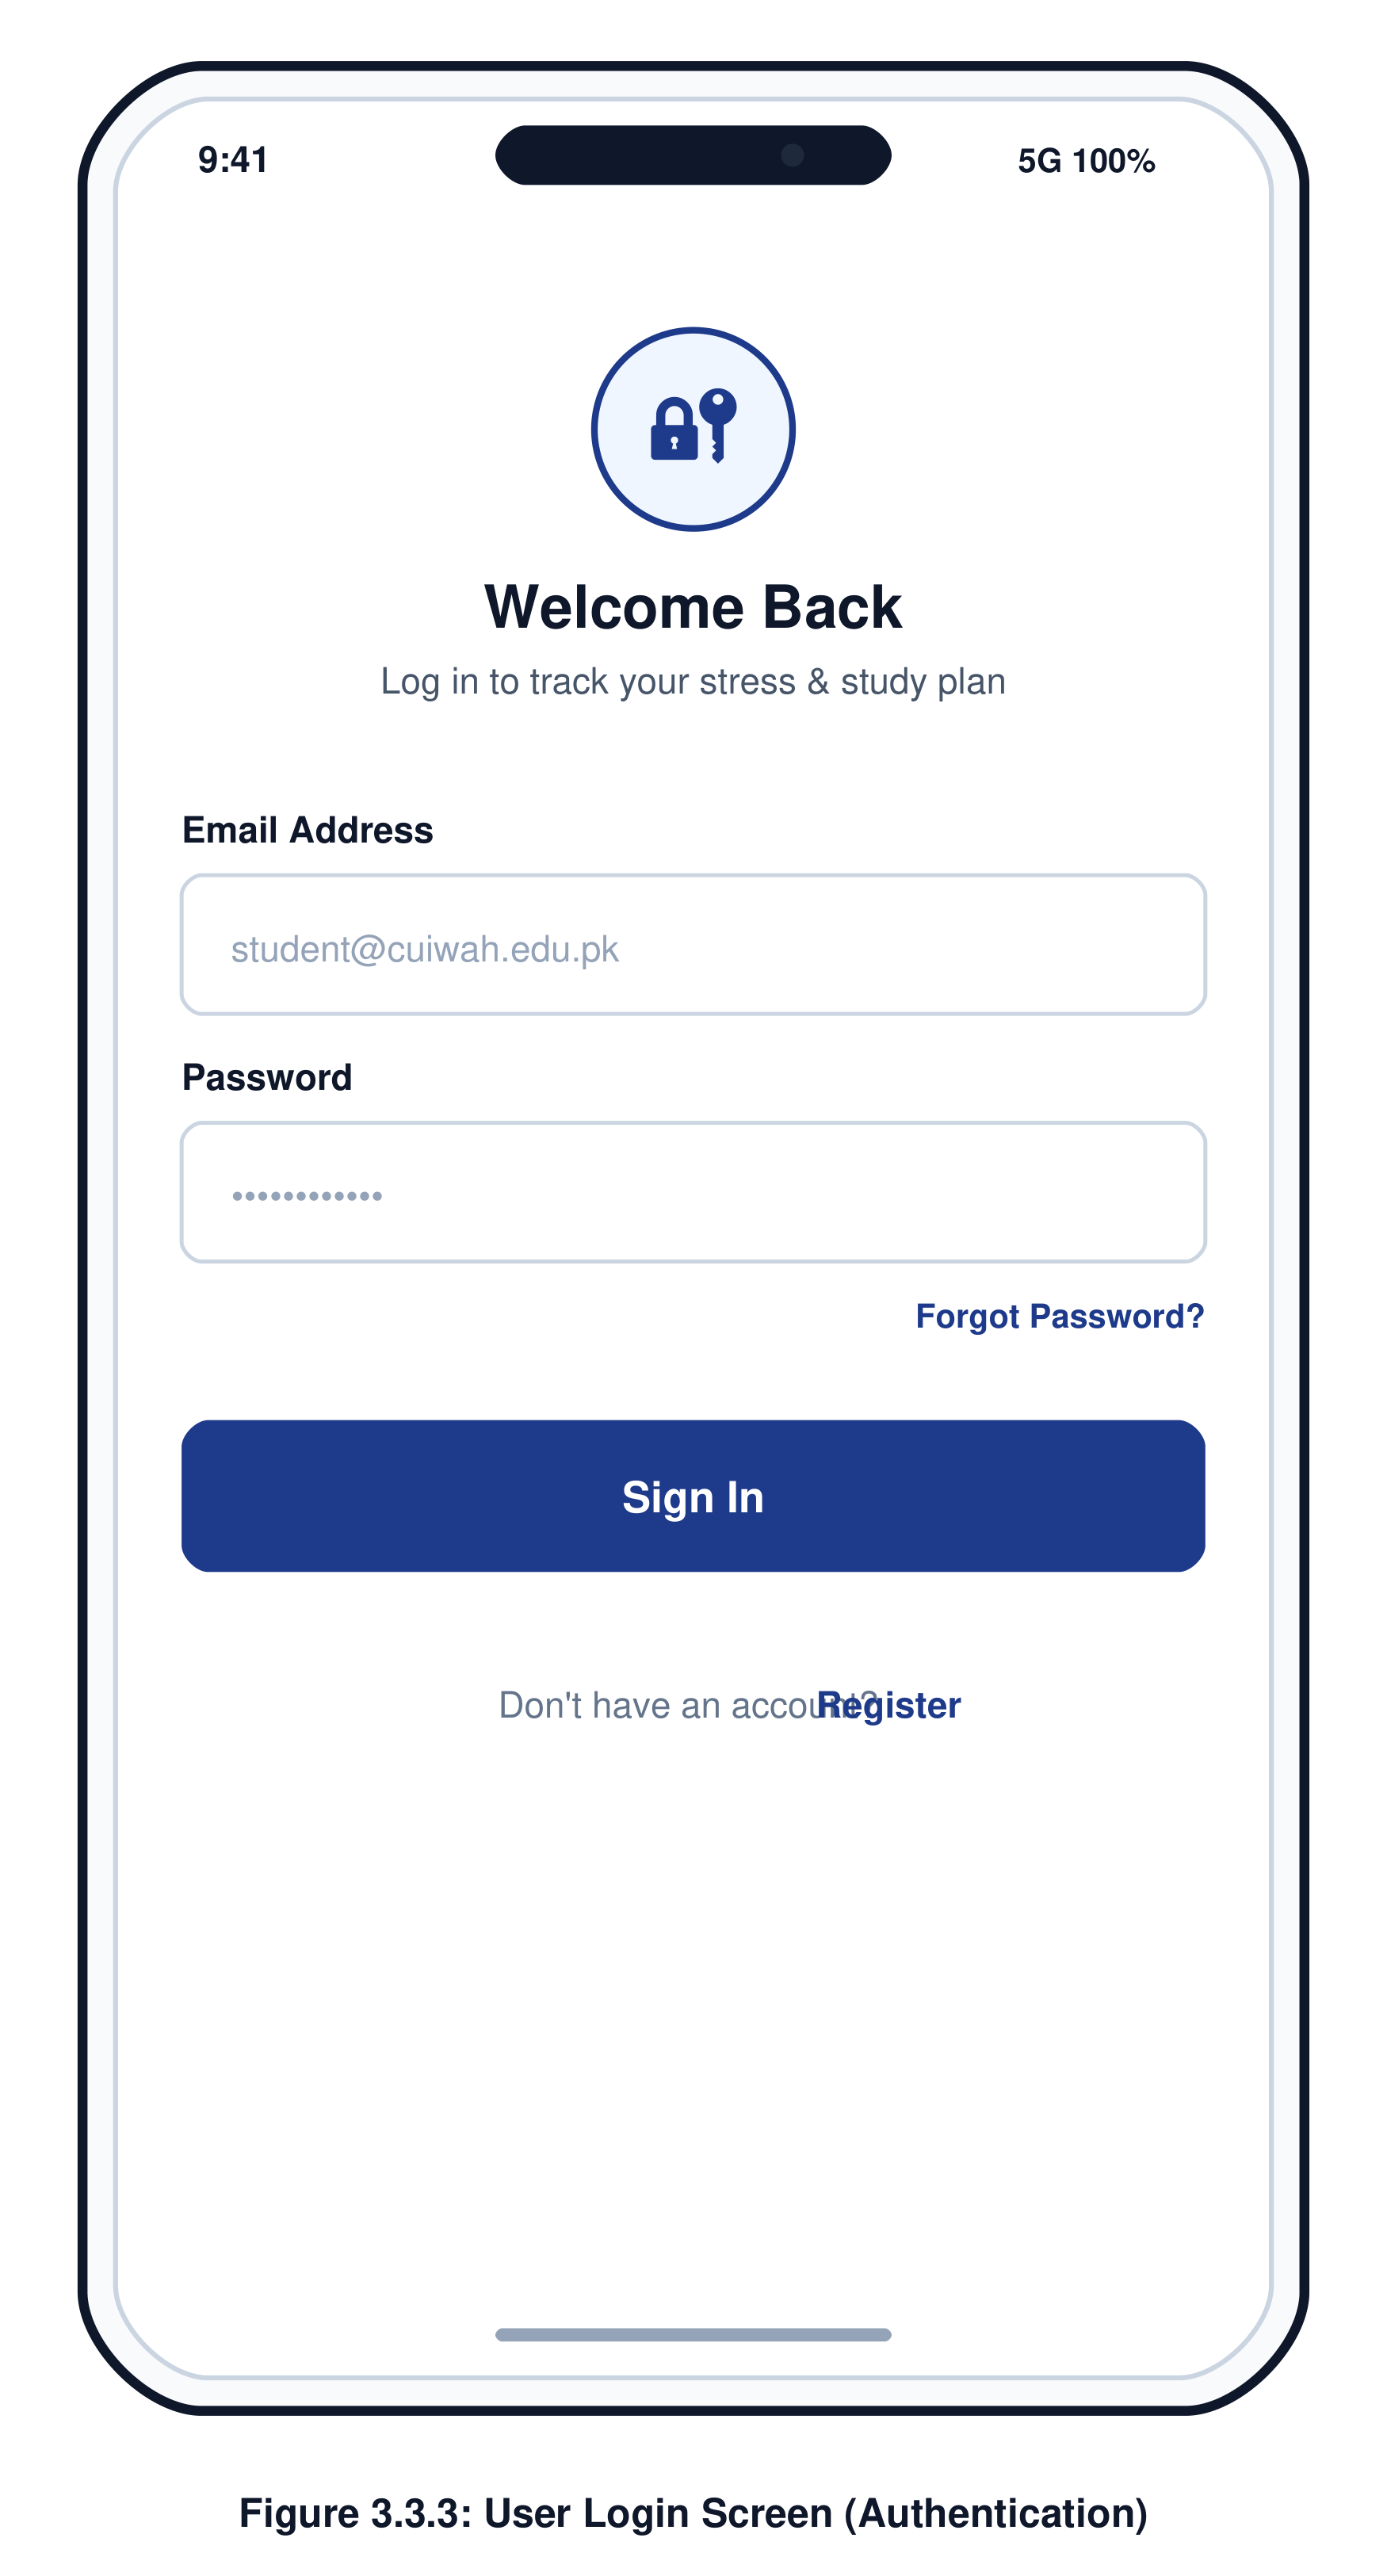 9:41 5G 100%
Welcome Back
Log in to track your stress & study plan
Email Address
student@cuiwah.edu.pk
Password
••••••••••••
Forgot Password?
Sign In
Don't have an account? Register
Figure 3.3.3: User Login Screen (Authentication)